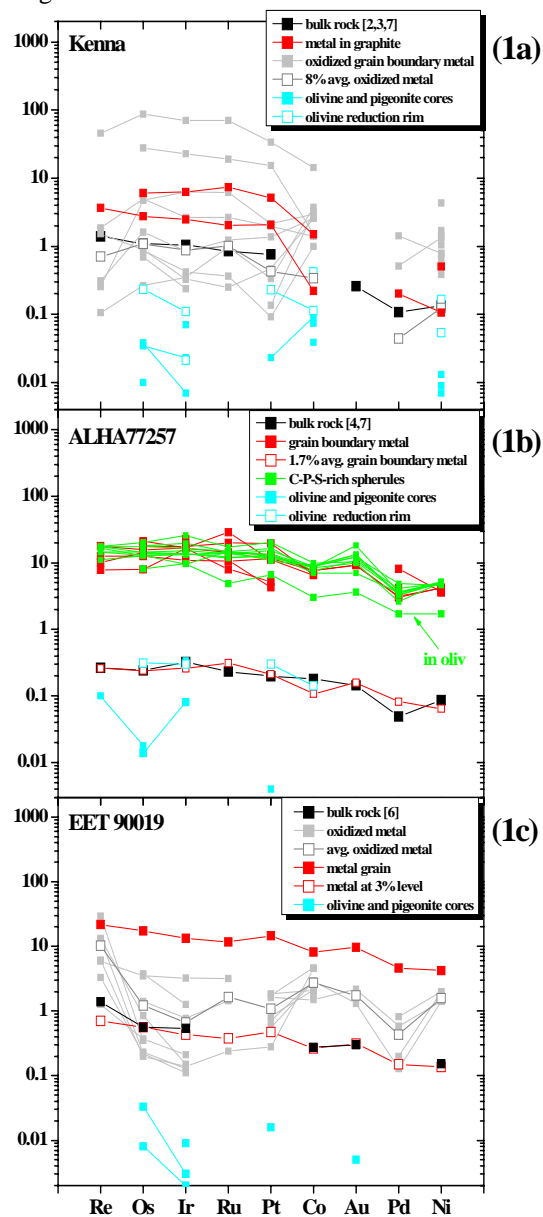 Kenna
bulk rock [2,3,7]
metal in graphite
oxidized grain boundary metal
8% avg. oxidized metal
olivine and pigeonite cores
olivine reduction rim
(1a)
1000
100
10
1
0.1
0.01
ALHA77257
bulk rock [4,7]
grain boundary metal
1.7% avg. grain boundary metal
C-P-S-rich spherules
olivine and pigeonite cores
olivine reduction rim
(1b)
1000
100
10
1
0.1
0.01
in oliv
EET 90019
bulk rock [6]
oxidized metal
avg. oxidized metal
metal grain
metal at 3% level
olivine and pigeonite cores
(1c)
1000
100
10
1
0.1
0.01
Re Os Ir Ru Pt Co Au Pd Ni